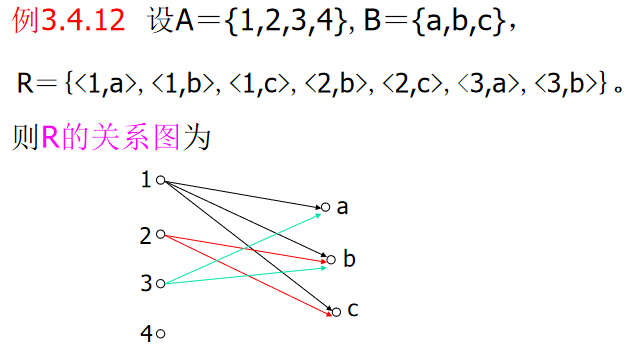 例3.4.12 设A＝{1,2,3,4}, B＝{a,b,c}，
R＝{<1,a>, <1,b>, <1,c>, <2,b>, <2,c>, <3,a>, <3,b>} 。
则R的关系图为
1
a
2
b
3
c
4